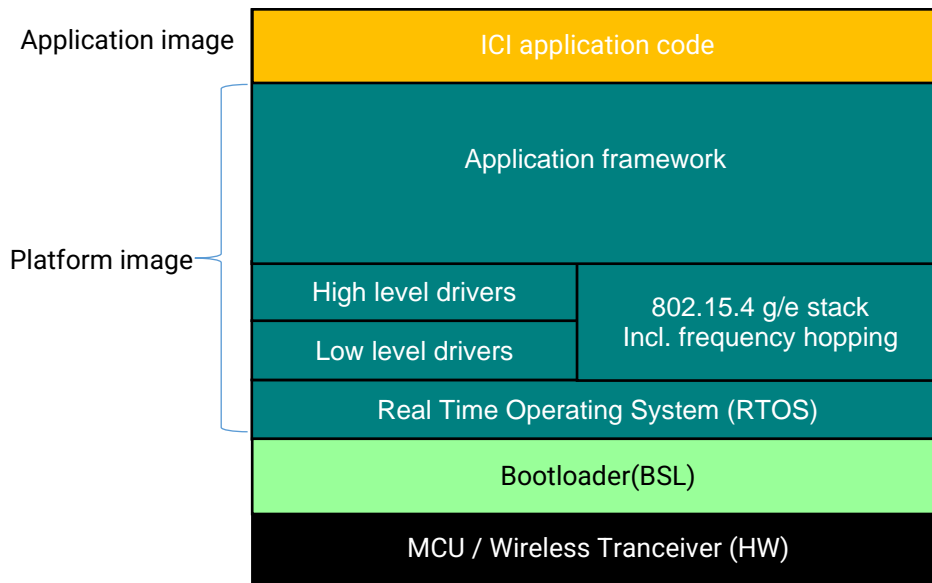 Application image
ICI application code
Application framework
Platform image
High level drivers
Low level drivers
802.15.4 g/e stack
Incl. frequency hopping
Real Time Operating System (RTOS)
Bootloader(BSL)
MCU / Wireless Tranceiver (HW)